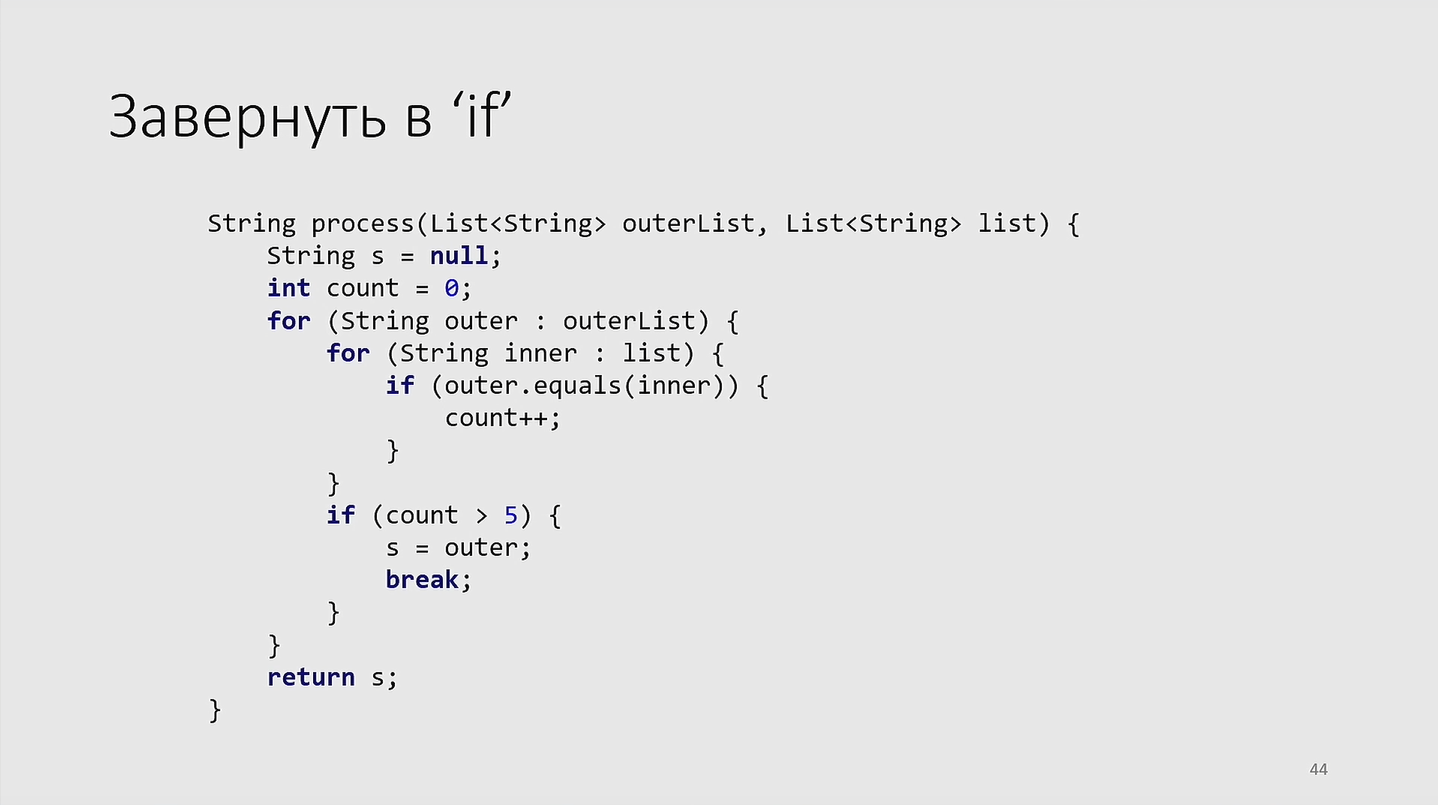 Завернуть в ‘if’
String process(List<String> outerList, List<String> list) {
    String s = null;
    int count = 0;
    for (String outer : outerList) {
        for (String inner : list) {
            if (outer.equals(inner)) {
                count++;
            }
        }
        if (count > 5) {
            s = outer;
            break;
        }
    }
    return s;
}
44